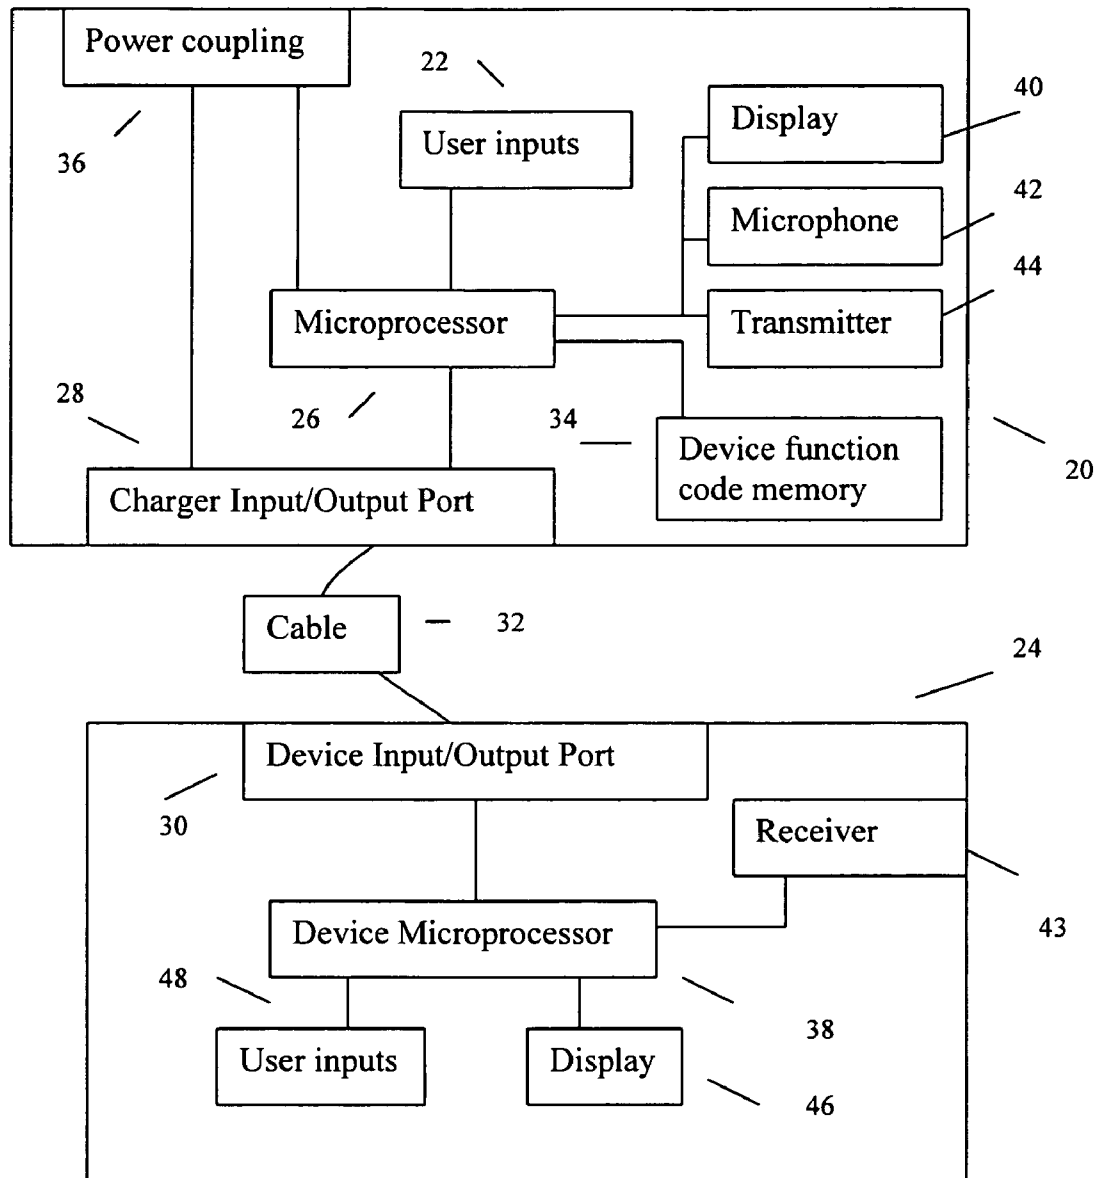 Power coupling
22
40
Display
User inputs
36
42
Microphone
44
Microprocessor
Transmitter
28
26
34
Device function
code memory
20
Charger Input/Output Port
Cable
32
24
Device Input/Output Port
30
Receiver
43
Device Microprocessor
48
38
User inputs
Display
46